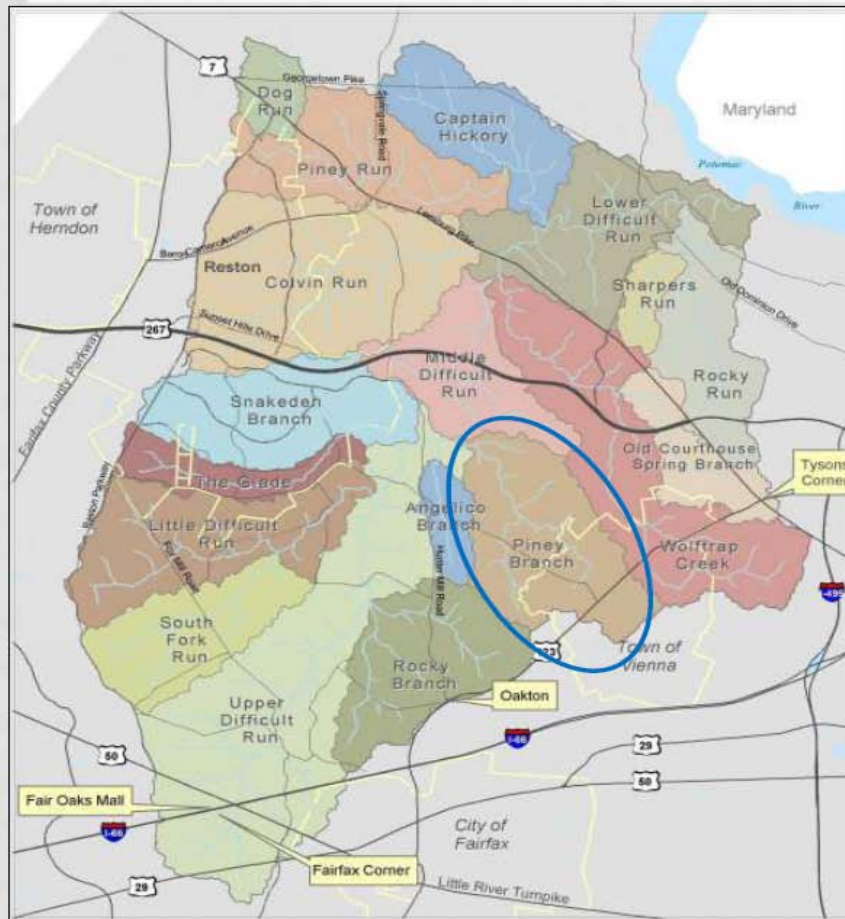 7
Georgetown Pike
Dog
Run
Springvale Road
Captain
Hickory
Maryland
Potomac
River
Piney Run
Town of
Herndon
Lower
Difficult
Run
Leesburg Pike
Reston
Colvin Run
Sharpers
Run
Old Dominion Drive
267
Sunset Hills Drive
Fairfax County Parkway
Middle
Difficult
Run
Rocky
Run
Snakeden
Branch
Old Courthouse
Spring Branch
Tysons
Corner
The Glade
Reston Parkway
Angelico
Branch
Little Difficult
Run
Fox Mill Road
Hunter Mill Road
Piney
Branch
Wolftrap
Creek
I-495
South
Fork
Run
Town of
Vienna
Rocky
Branch
Oakton
Upper
Difficult
Run
I-66
50
29
50
Fair Oaks Mall
I-66
City of
Fairfax
Fairfax Corner
29
Little River Turnpike